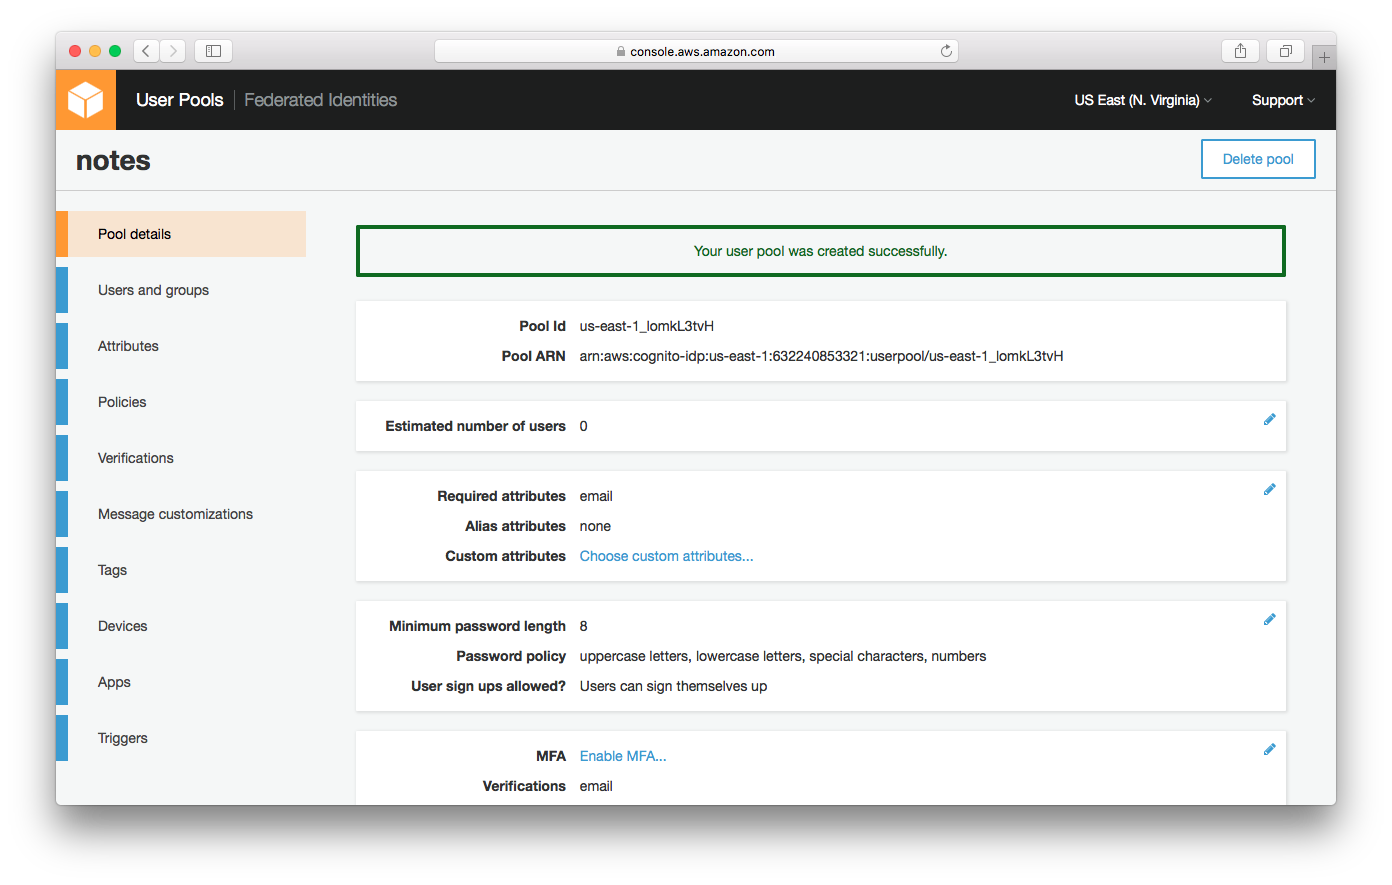 console.aws.amazon.com
User Pools Federated Identities US East (N. Virginia) Support
notes Delete pool
Pool details
Users and groups
Attributes
Policies
Verifications
Message customizations
Tags
Devices
Apps
Triggers
Your user pool was created successfully.
Pool Id us-east-1_lomkL3tvH
Pool ARN arn:aws:cognito-idp:us-east-1:632240853321:userpool/us-east-1_lomkL3tvH
Estimated number of users 0
Required attributes email
Alias attributes none
Custom attributes Choose custom attributes...
Minimum password length 8
Password policy uppercase letters, lowercase letters, special characters, numbers
User sign ups allowed? Users can sign themselves up
MFA Enable MFA...
Verifications email